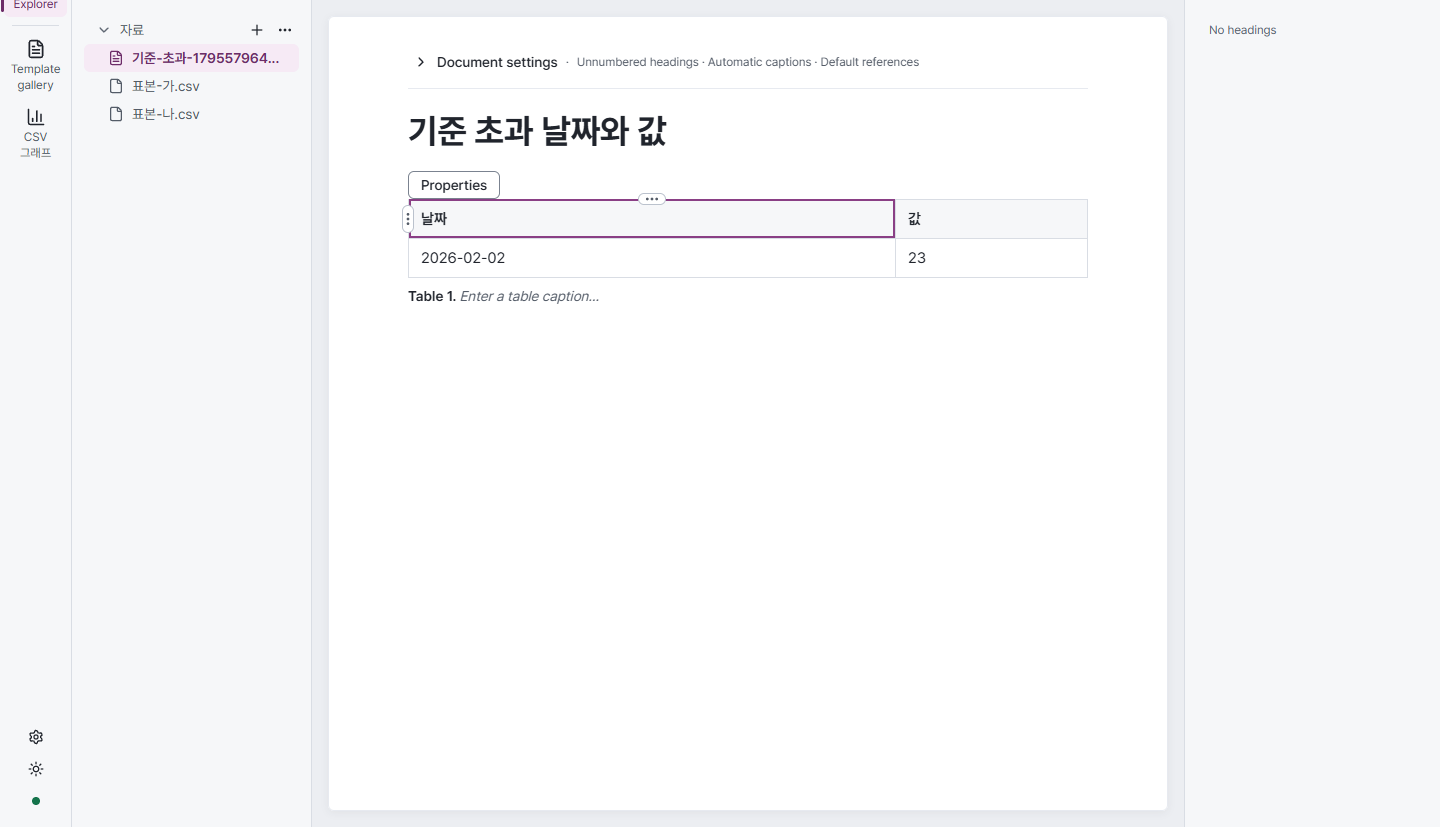 Explorer
Template
gallery
CSV
그래프
자료
기준-초과-179557964...
표본-가.csv
표본-나.csv
Document settings · Unnumbered headings · Automatic captions · Default references
기준 초과 날짜와 값
Properties
날짜 값
2026-02-02 23
Table 1. Enter a table caption...
No headings